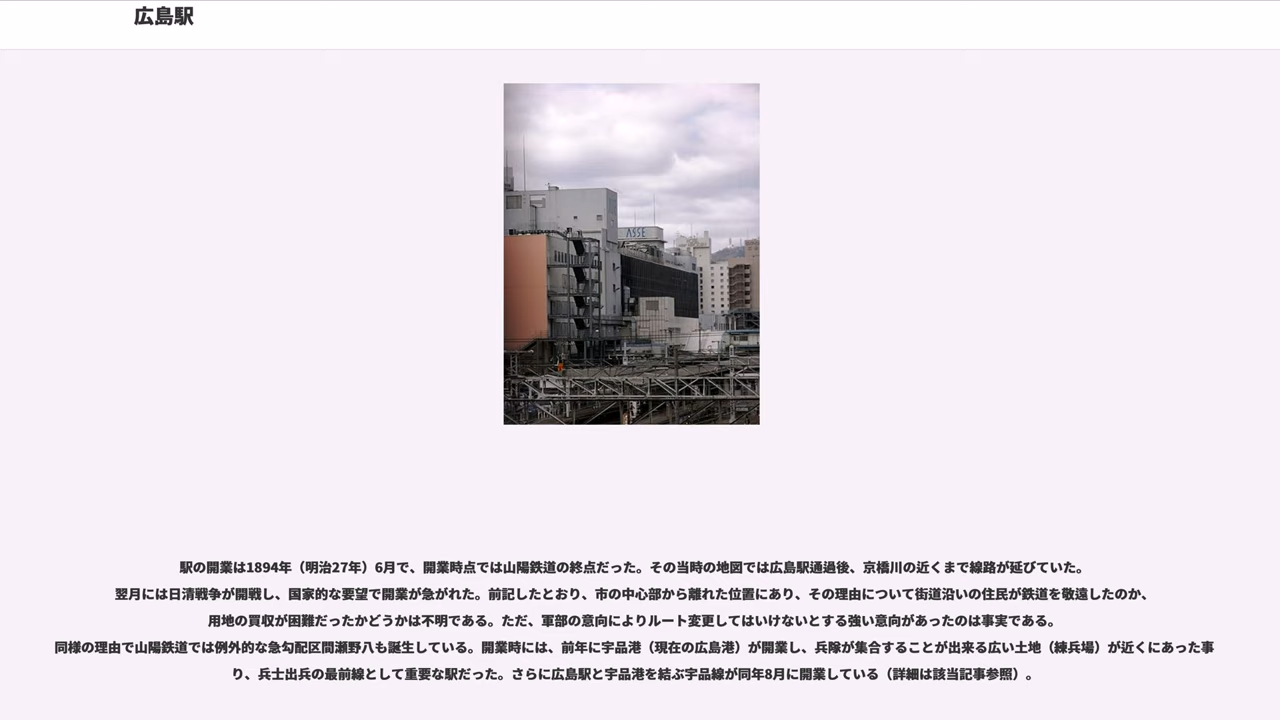 広島駅
ASSE
駅の開業は1894年（明治27年）6月で、開業時点では山陽鉄道の終点だった。その当時の地図では広島駅通過後、京橋川の近くまで線路が延びていた。
翌月には日清戦争が開戦し、国家的な要望で開業が急がれた。前記したとおり、市の中心部から離れた位置にあり、その理由について街道沿いの住民が鉄道を敬遠したのか、
用地の買収が困難だったかどうかは不明である。ただ、軍部の意向によりルート変更してはいけないとする強い意向があったのは事実である。
同様の理由で山陽鉄道では例外的な急勾配区間瀬野八も誕生している。開業時には、前年に宇品港（現在の広島港）が開業し、兵隊が集合することが出来る広い土地（練兵場）が近くにあった事
り、兵士出兵の最前線として重要な駅だった。さらに広島駅と宇品港を結ぶ宇品線が同年8月に開業している（詳細は該当記事参照）。